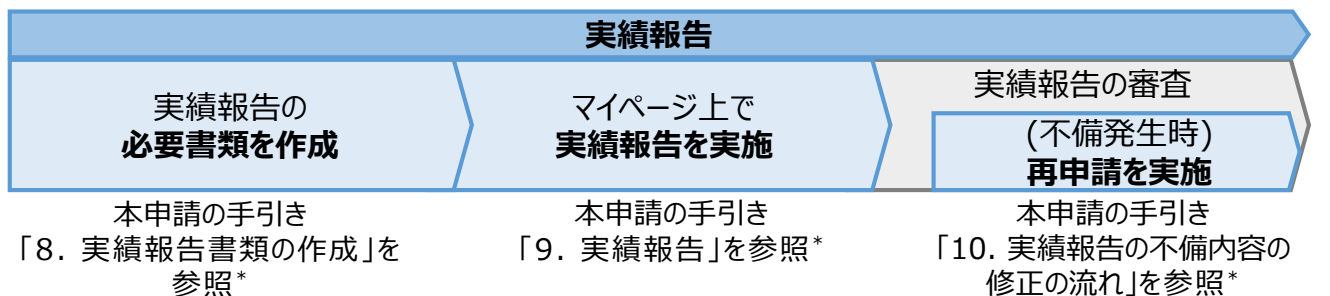 実績報告
実績報告の
必要書類を作成
マイページ上で
実績報告を実施
実績報告の審査
(不備発生時)
再申請を実施
本申請の手引き
「8. 実績報告書類の作成」を
参照*
本申請の手引き
「9. 実績報告」を参照*
本申請の手引き
「10. 実績報告の不備内容の
修正の流れ」を参照*